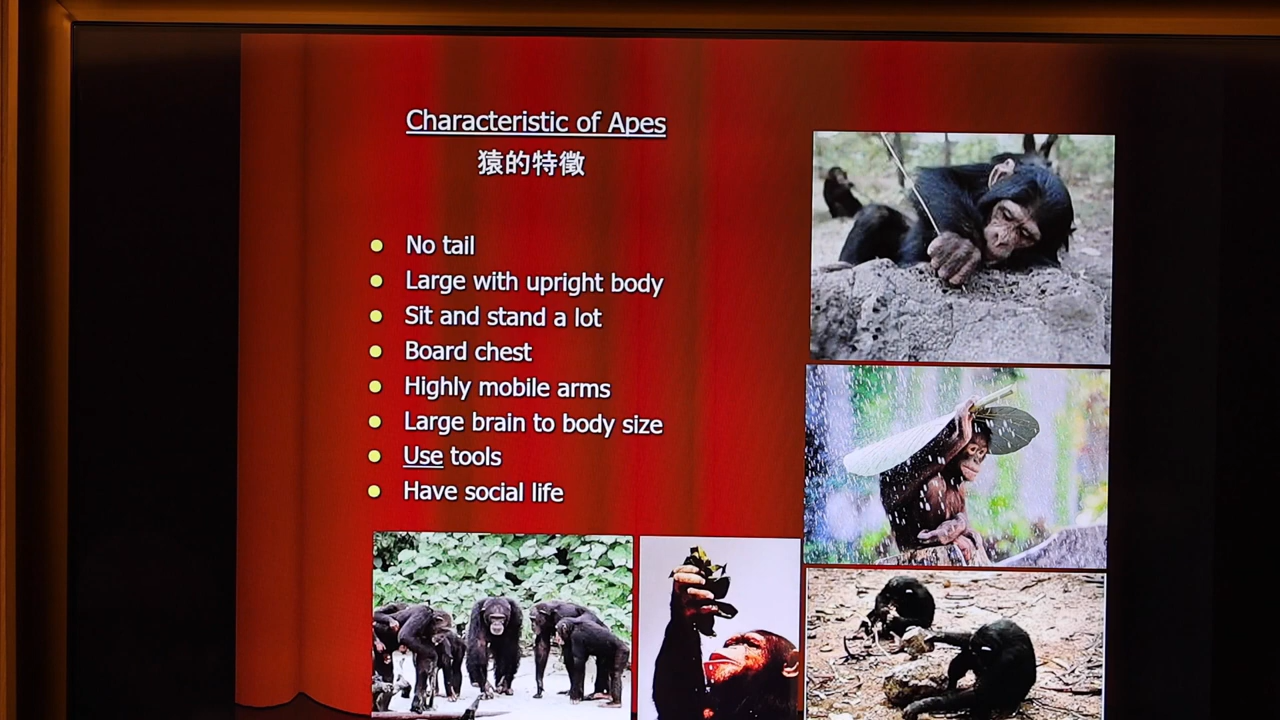 Characteristic of Apes
猿的特徵
No tail
Large with upright body
Sit and stand a lot
Board chest
Highly mobile arms
Large brain to body size
Use tools
Have social life